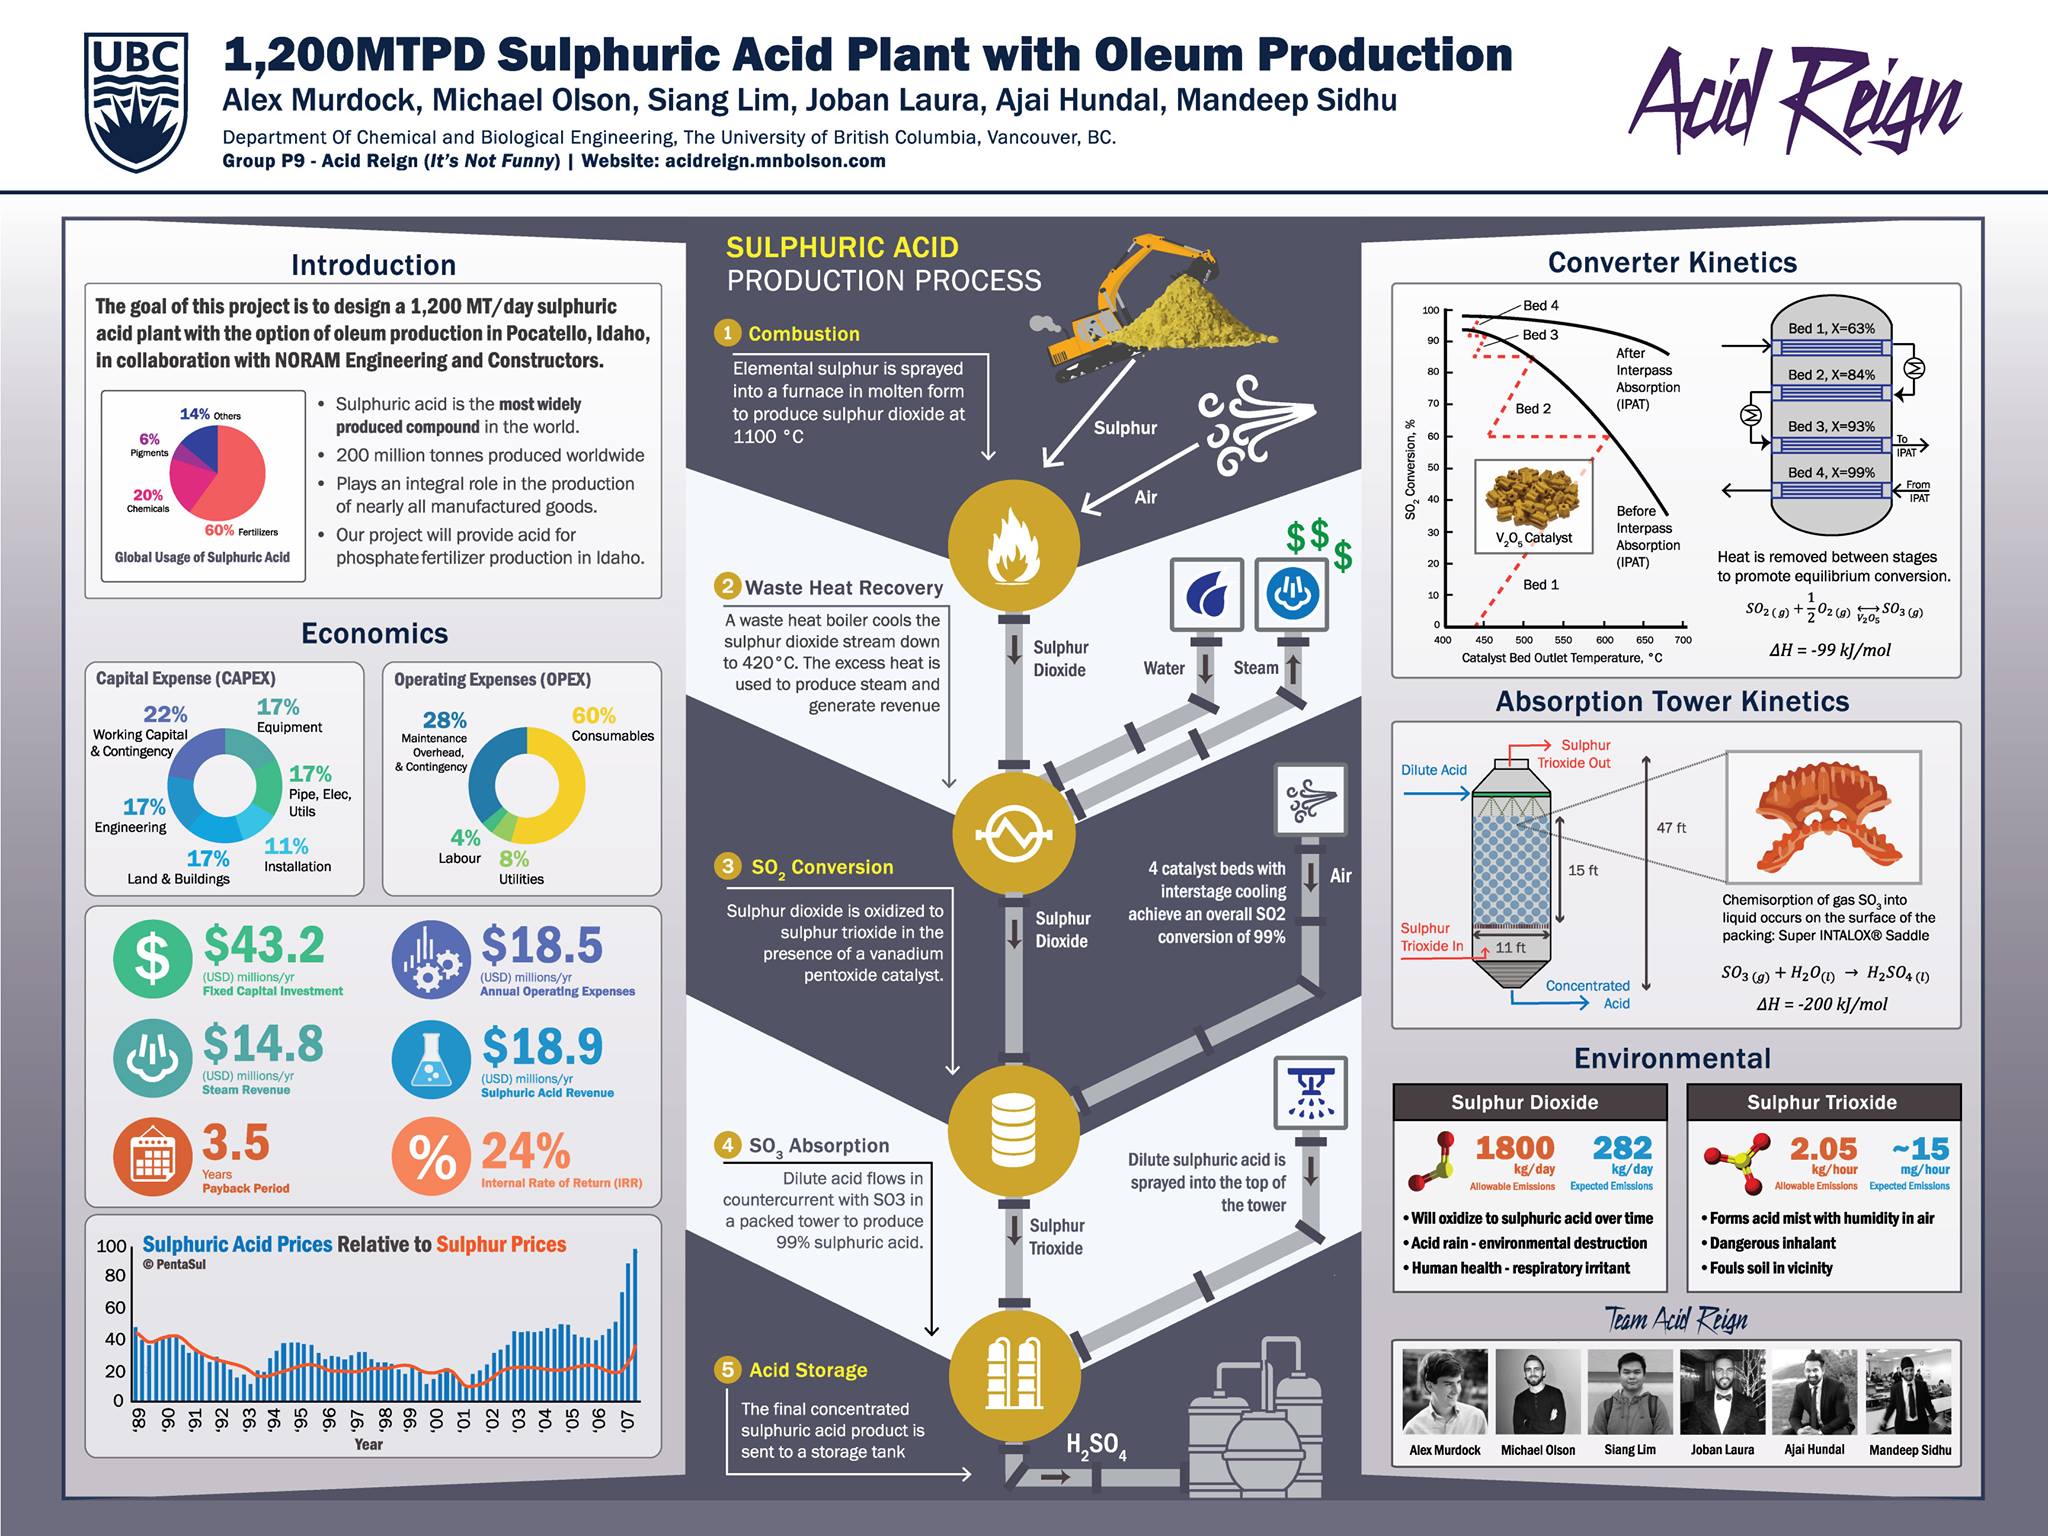 UBC
1,200MTPD Sulphuric Acid Plant with Oleum Production
Alex Murdock, Michael Olson, Siang Lim, Joban Laura, Ajai Hundal, Mandeep Sidhu
Department Of Chemical and Biological Engineering, The University of British Columbia, Vancouver, BC.
Group P9 - Acid Reign (It's Not Funny) | Website: acidreign.mnbolson.com
Acid Reign
Introduction
The goal of this project is to design a 1,200 MT/day sulphuric
acid plant with the option of oleum production in Pocatello, Idaho,
in collaboration with NORAM Engineering and Constructors.
14% Others
6%
Pigments
20%
Chemicals
60% Fertilizers
Global Usage of Sulphuric Acid
• Sulphuric acid is the most widely
produced compound in the world.
• 200 million tonnes produced worldwide
• Plays an integral role in the production
of nearly all manufactured goods.
• Our project will provide acid for
phosphate fertilizer production in Idaho.
Economics
Capital Expense (CAPEX)
22%
Working Capital
& Contingency
17%
Equipment
17%
Pipe, Elec,
Utils
17%
Engineering
17%
Land & Buildings
11%
Installation
Operating Expenses (OPEX)
28%
Maintenance
Overhead,
& Contingency
60%
Consumables
4%
Labour
8%
Utilities
$
$43.2
(USD) millions/yr
Fixed Capital Investment
$18.5
(USD) millions/yr
Annual Operating Expenses
$14.8
(USD) millions/yr
Steam Revenue
$18.9
(USD) millions/yr
Sulphuric Acid Revenue
3.5
Years
Payback Period
%
24%
Internal Rate of Return (IRR)
Sulphuric Acid Prices Relative to Sulphur Prices
© PentaSul
100
80
60
40
20
0
'89 '90 '91 '92 '93 '94 '95 '96 '97 '98 '99 '00 '01 '02 '03 '04 '05 '06 '07
Year
SULPHURIC ACID
PRODUCTION PROCESS
1 Combustion
Elemental sulphur is sprayed
into a furnace in molten form
to produce sulphur dioxide at
1100 °C
Sulphur
Air
2 Waste Heat Recovery
A waste heat boiler cools the
sulphur dioxide stream down
to 420°C. The excess heat is
used to produce steam and
generate revenue
Sulphur
Dioxide
$$$
Water
Steam
3 SO2 Conversion
Sulphur dioxide is oxidized to
sulphur trioxide in the
presence of a vanadium
pentoxide catalyst.
Sulphur
Dioxide
4 catalyst beds with
interstage cooling
achieve an overall SO2
conversion of 99%
Air
4 SO3 Absorption
Dilute acid flows in
countercurrent with SO3 in
a packed tower to produce
99% sulphuric acid.
Sulphur
Trioxide
Dilute sulphuric acid is
sprayed into the top of
the tower
5 Acid Storage
The final concentrated
sulphuric acid product is
sent to a storage tank
H2SO4
Converter Kinetics
SO2 Conversion, %
100
90
80
70
60
50
40
30
20
10
0
400 450 500 550 600 650 700
Catalyst Bed Outlet Temperature, °C
Bed 4
Bed 3
Bed 2
Bed 1
After
Interpass
Absorption
(IPAT)
Before
Interpass
Absorption
(IPAT)
V2O5 Catalyst
Bed 1, X=63%
Bed 2, X=84%
Bed 3, X=93%
Bed 4, X=99%
M
M
To
IPAT
From
IPAT
Heat is removed between stages
to promote equilibrium conversion.
SO2 (g) + 1/2 O2 (g) ⟷ SO3 (g)
V2O5
ΔH = -99 kJ/mol
Absorption Tower Kinetics
Sulphur
Trioxide Out
Dilute Acid
47 ft
15 ft
Sulphur
Trioxide In
11 ft
Concentrated
Acid
Chemisorption of gas SO3 into
liquid occurs on the surface of the
packing: Super INTALOX® Saddle
SO3 (g) + H2O(l) → H2SO4 (l)
ΔH = -200 kJ/mol
Environmental
Sulphur Dioxide
1800
kg/day
Allowable Emissions
282
kg/day
Expected Emissions
• Will oxidize to sulphuric acid over time
• Acid rain - environmental destruction
• Human health - respiratory irritant
Sulphur Trioxide
2.05
kg/hour
Allowable Emissions
~15
mg/hour
Expected Emissions
• Forms acid mist with humidity in air
• Dangerous inhalant
• Fouls soil in vicinity
Team Acid Reign
Alex Murdock
Michael Olson
Siang Lim
Joban Laura
Ajai Hundal
Mandeep Sidhu